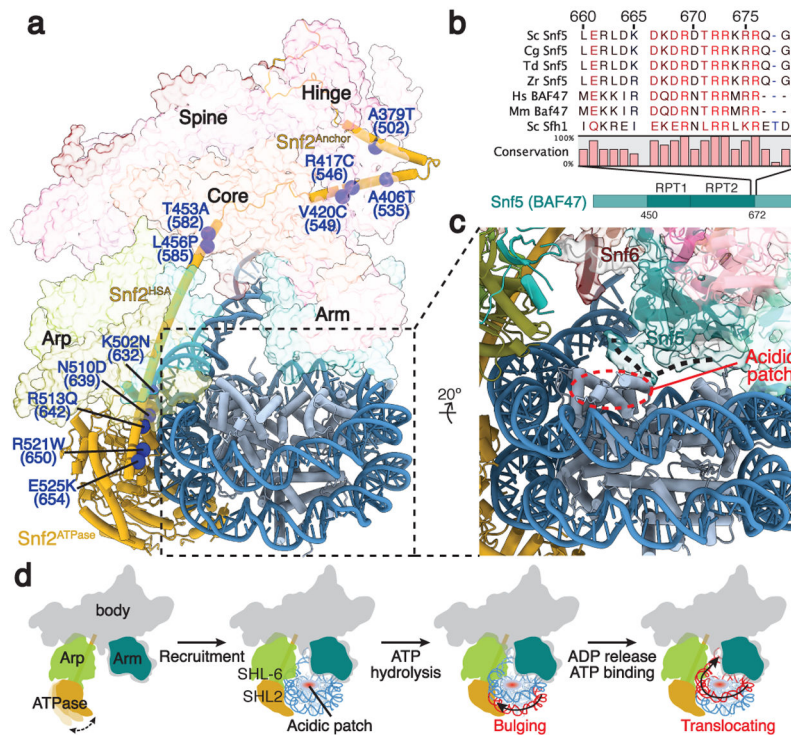 a
Hinge
Spine
A379T
(502)
Snf2Anchor
R417C
(546)
Core
T453A
(582)
V420C
(549)
A406T
(535)
L456P
(585)
Snf2HSA
Arm
Arp
K502N
(632)
N510D
(639)
R513Q
(642)
R521W
(650)
E525K
(654)
Snf2ATPase
20º
b
660 665 670 675
Sc Snf5 LERLDK DKDRDTRRKRRQ-G
Cg Snf5 LERLDK DKDRDTRRKRRQ-G
Td Snf5 LERLDK DKDRDTRRKRRQ-G
Zr Snf5 LERLDK DKDRDTRRKRRQ-G
Hs BAF47 MEKKIR DQDRNTRRMRR---
Mm Baf47 MEKKIR DQDRNTRRMRR---
Sc Sfh1 IQKREI EKERNLRRLKRETD
100%
Conservation
0%
RPT1 RPT2
Snf5 (BAF47)
450 672
c
Snf6
Snf5
Acidic
patch
d
body
Arp Arm
ATPase
Recruitment
SHL-6
SHL2
Acidic patch
ATP
hydrolysis
Bulging
ADP release
ATP binding
Translocating